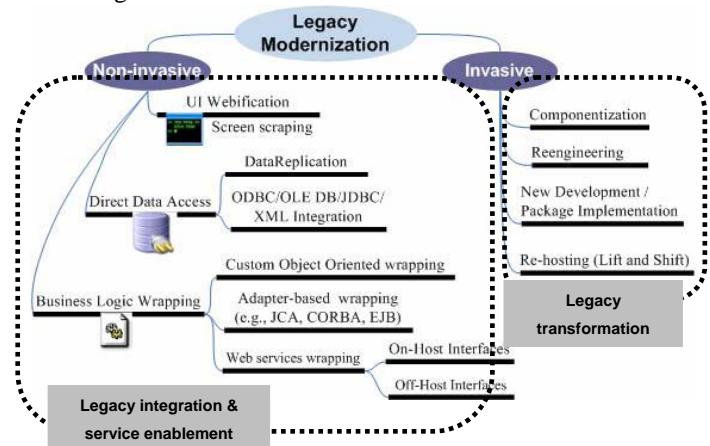 Legacy
Modernization
Non-invasive
Invasive
UI Webification
Screen scraping
DataReplication
Direct Data Access
ODBC/OLE DB/JDBC/
XML Integration
Custom Object Oriented wrapping
Business Logic Wrapping
Adapter-based wrapping
(e.g., JCA, CORBA, EJB)
Web services wrapping
On-Host Interfaces
Off-Host Interfaces
Legacy integration &
service enablement
Componentization
Reengineering
New Development /
Package Implementation
Re-hosting (Lift and Shift)
Legacy
transformation